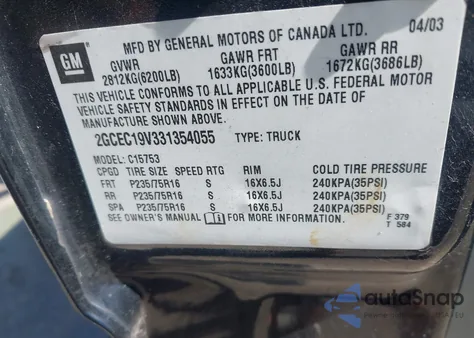 MFD BY GENERAL MOTORS OF CANADA LTD. 04/03
GM
GVWR GAWR FRT GAWR RR
2812KG(6200LB) 1633KG(3600LB) 1672KG(3686LB)
THIS VEHICLE CONFORMS TO ALL APPLICABLE U.S. FEDERAL MOTOR
VEHICLE SAFETY STANDARDS IN EFFECT ON THE DATE OF
MANUFACTURE SHOWN ABOVE.
2GCEC19V331354055 TYPE: TRUCK
MODEL: C15753
CPGD TIRE SIZE SPEED RTG RIM COLD TIRE PRESSURE
FRT P235/75R16 S 16X6.5J 240KPA(35PSI)
RR P235/75R16 S 16X6.5J 240KPA(35PSI)
SPA P235/75R16 S 16X6.5J 240KPA(35PSI)
SEE OWNER'S MANUAL FOR MORE INFORMATION F 379
T 584
autoSnap